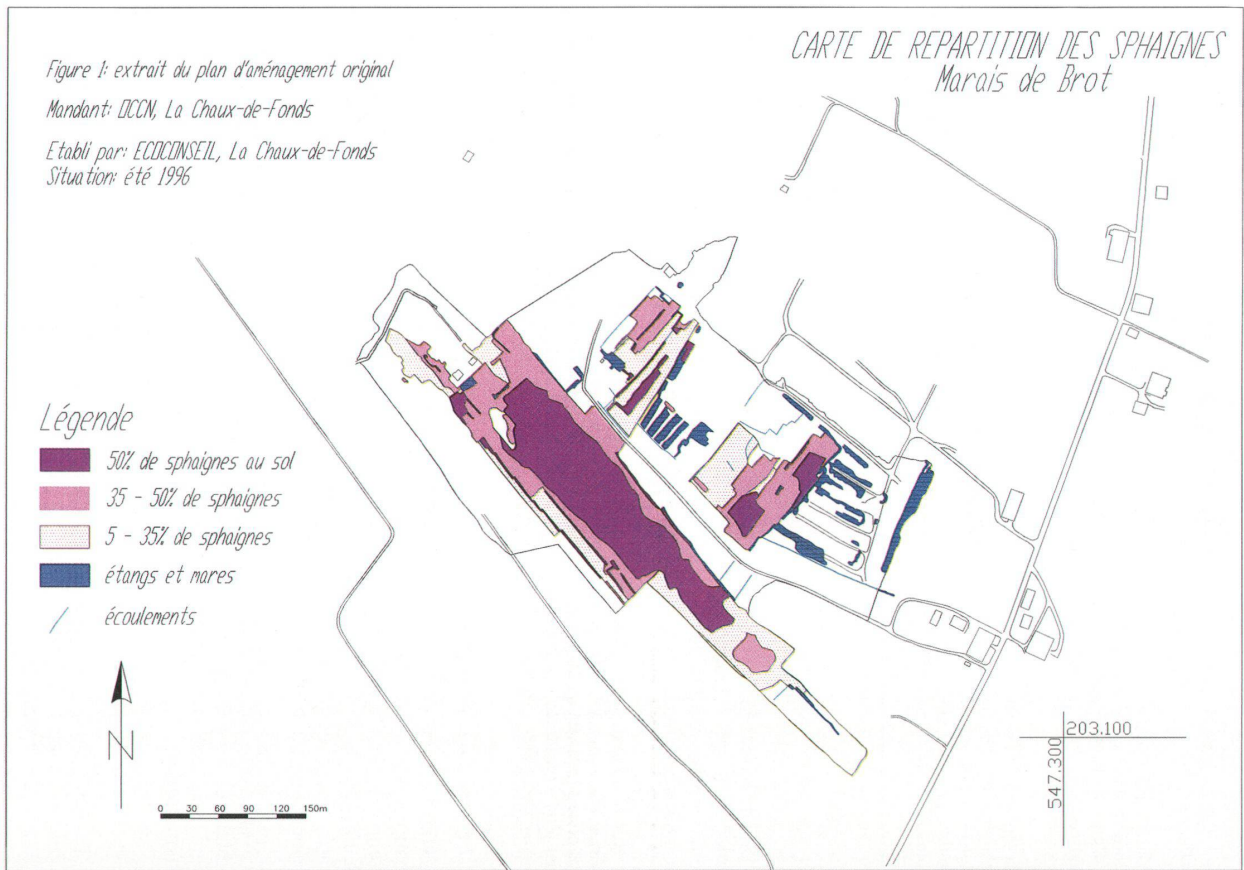 CARTE DE REPARTITION DES SPHAIGNES
Marais de Brot
Figure 1: extrait du plan d'aménagement original
Mandant: OCCN, La Chaux-de-Fonds
Etabli par: ECOCONSEIL, La Chaux-de-Fonds
Situation: été 1996
Légende
50% de sphaignes au sol
35 - 50% de sphaignes
5 - 35% de sphaignes
étangs et mares
écoulements
N
0 30 60 90 120 150m
203.100
547.300